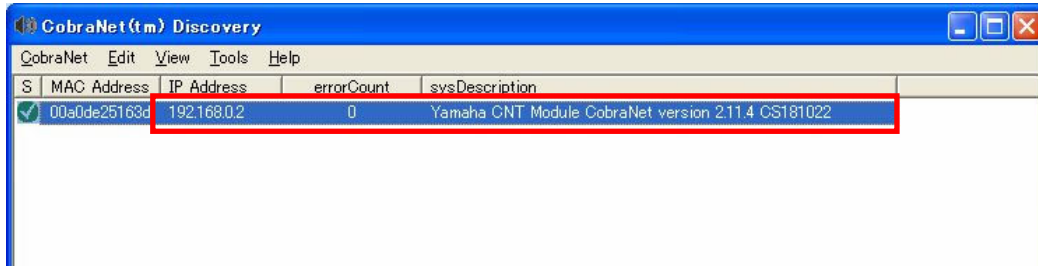 CobraNet(tm) Discovery
CobraNet Edit View Tools Help
S MAC Address IP Address errorCount sysDescription
00a0de25163d 192.168.0.2 0 Yamaha CNT Module CobraNet version 2.11.4 CS181022